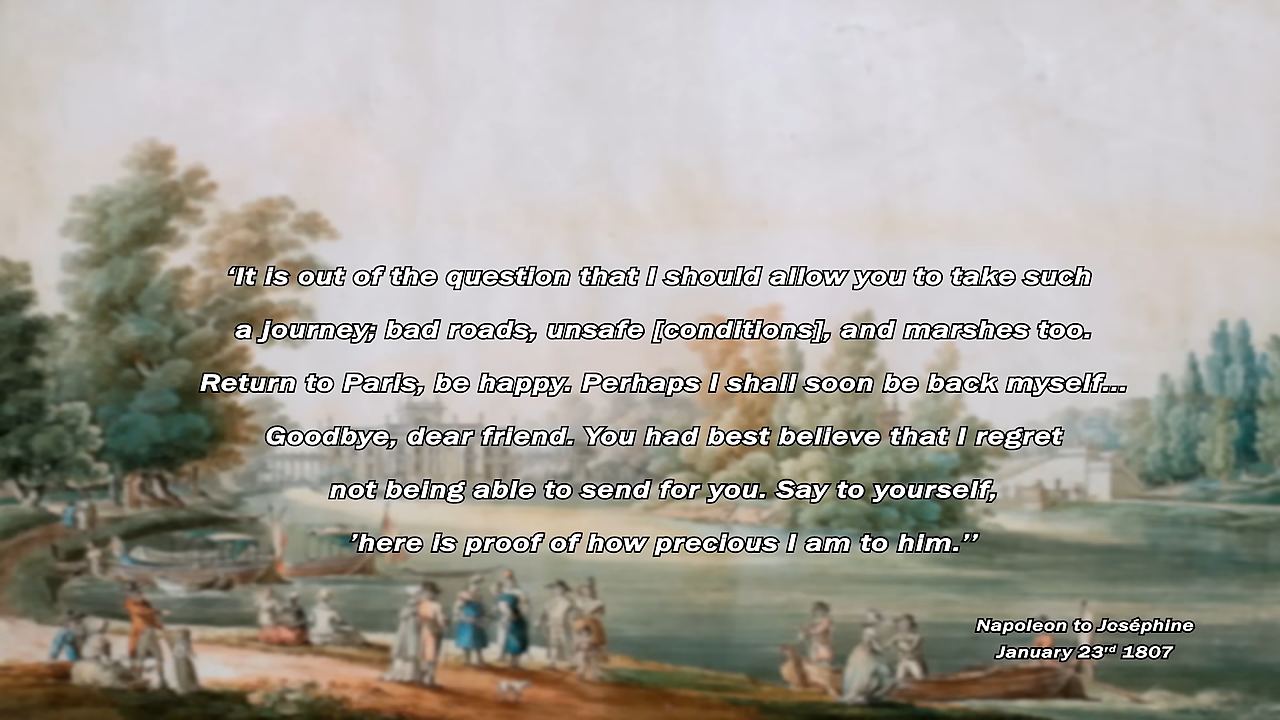 ‘It is out of the question that I should allow you to take such
a journey; bad roads, unsafe [conditions], and marshes too.
Return to Paris, be happy. Perhaps I shall soon be back myself...
Goodbye, dear friend. You had best believe that I regret
not being able to send for you. Say to yourself,
’here is proof of how precious I am to him.’’
Napoleon to Joséphine
January 23rd 1807